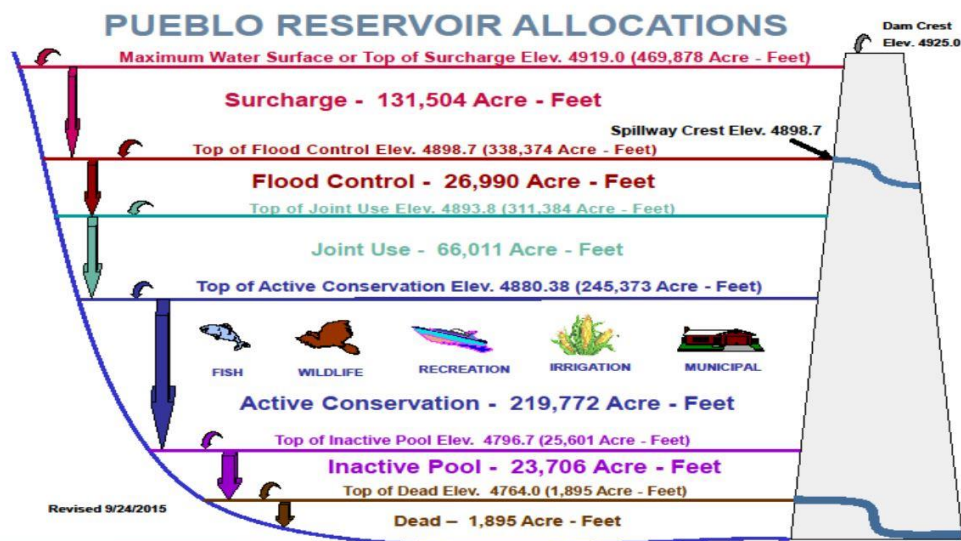 PUEBLO RESERVOIR ALLOCATIONS
Dam Crest
Elev. 4925.0
Maximum Water Surface or Top of Surcharge Elev. 4919.0 (469,878 Acre - Feet)
Surcharge - 131,504 Acre - Feet
Spillway Crest Elev. 4898.7
Top of Flood Control Elev. 4898.7 (338,374 Acre - Feet)
Flood Control - 26,990 Acre - Feet
Top of Joint Use Elev. 4893.8 (311,384 Acre - Feet)
Joint Use - 66,011 Acre - Feet
Top of Active Conservation Elev. 4880.38 (245,373 Acre - Feet)
FISH WILDLIFE RECREATION IRRIGATION MUNICIPAL
Active Conservation - 219,772 Acre - Feet
Top of Inactive Pool Elev. 4796.7 (25,601 Acre - Feet)
Inactive Pool - 23,706 Acre - Feet
Top of Dead Elev. 4764.0 (1,895 Acre - Feet)
Revised 9/24/2015
Dead – 1,895 Acre - Feet